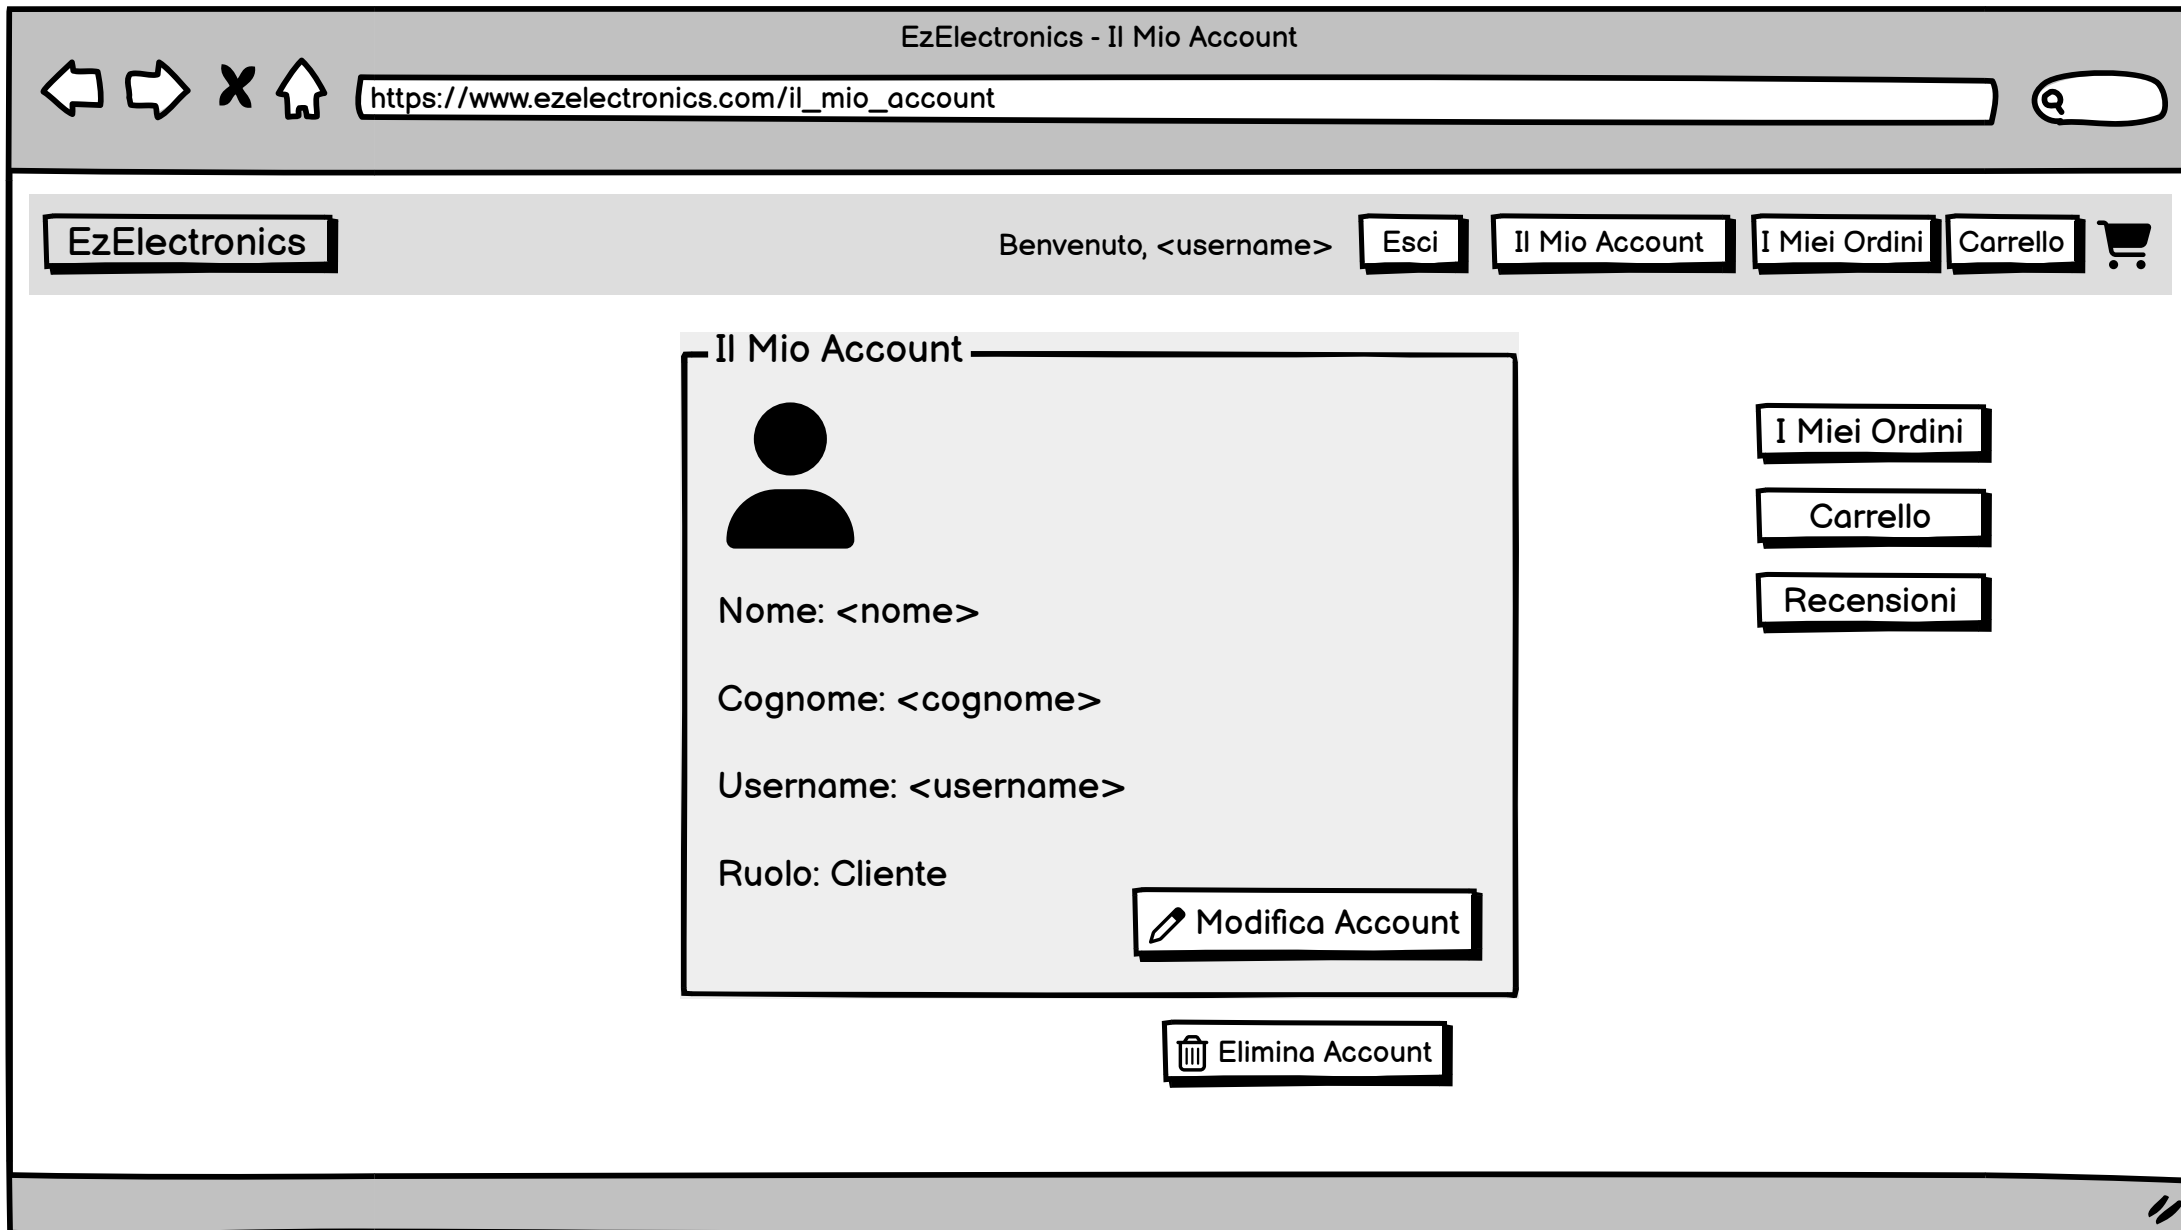 EzElectronics - Il Mio Account
https://www.ezelectronics.com/il_mio_account
EzElectronics
Benvenuto, <username>
Esci
Il Mio Account
I Miei Ordini
Carrello
Il Mio Account
Nome: <nome>
Cognome: <cognome>
Username: <username>
Ruolo: Cliente
Modifica Account
Elimina Account
I Miei Ordini
Carrello
Recensioni